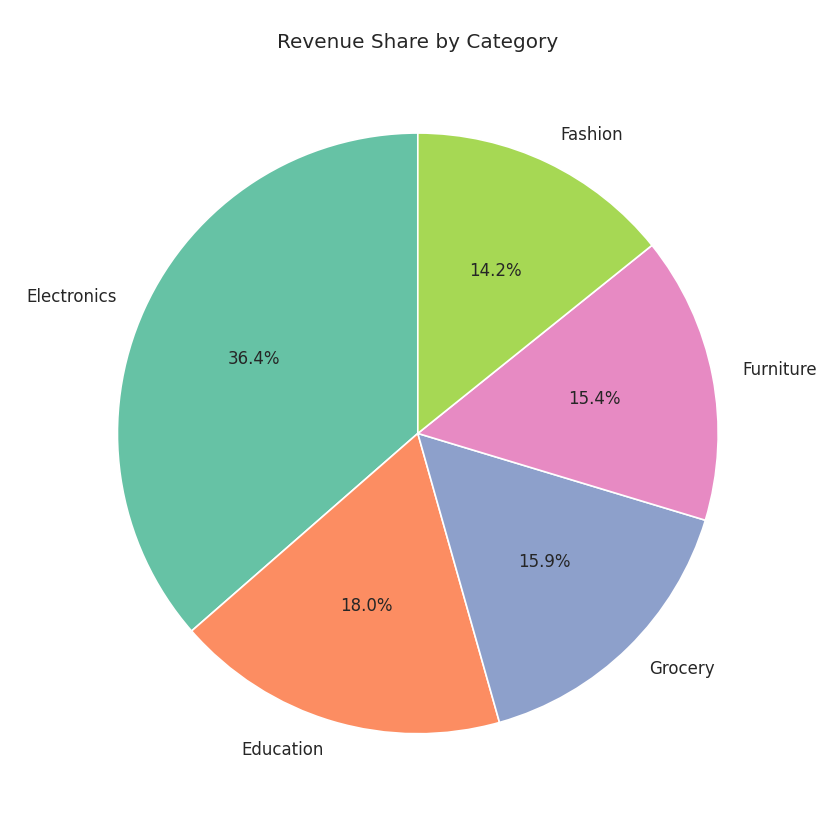 Revenue Share by Category
Fashion
14.2%
Electronics
36.4%
Furniture
15.4%
15.9%
18.0%
Grocery
Education